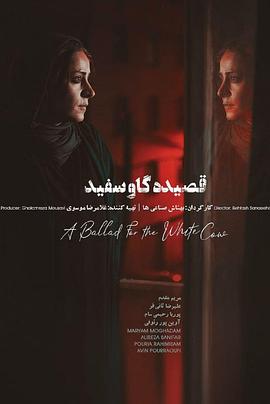 قصیده گاو سفید
Producer: Gholamreza Mousavi تهیه کننده: غلامرضا موسوی | کارگردان: بهتاش صناعی ها Director: Behtash Sanaeeha
A Ballad For the White Cow
مریم مقدم
علیرضا ثانی فر
پوریا رحیمی سام
آوین پوررئوفی
MARYAM MOGHADAM
ALIREZA SANIFAR
POURIA RAHIMISAM
AVIN POURRAOUFI